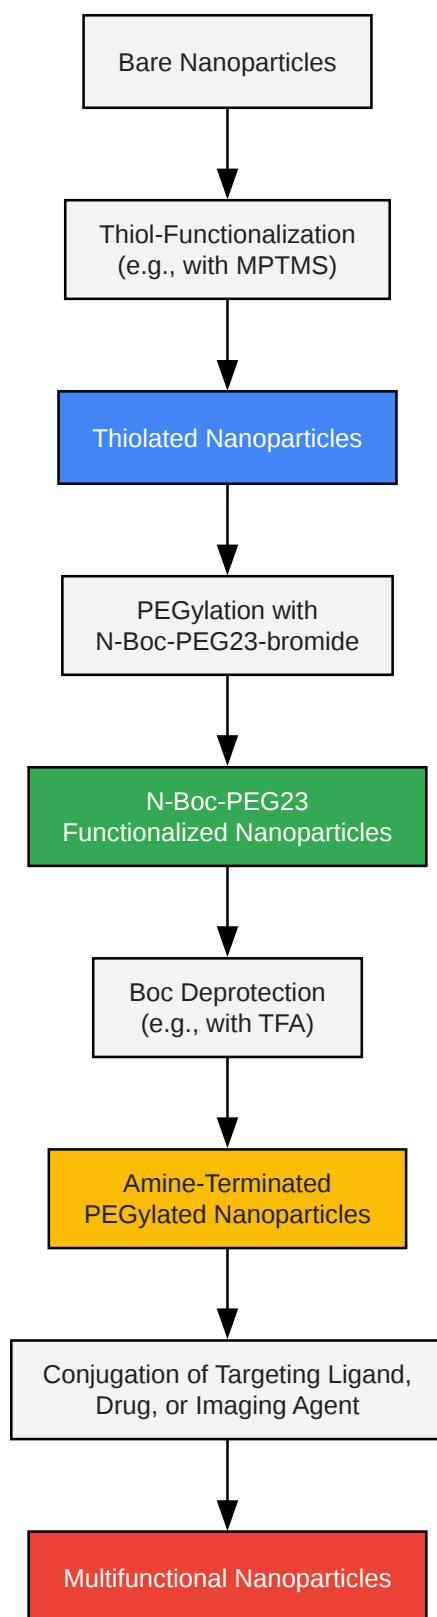 Bare Nanoparticles
Thiol-Functionalization
(e.g., with MPTMS)
Thiolated Nanoparticles
PEGylation with
N-Boc-PEG23-bromide
N-Boc-PEG23
Functionalized Nanoparticles
Boc Deprotection
(e.g., with TFA)
Amine-Terminated
PEGylated Nanoparticles
Conjugation of Targeting Ligand,
Drug, or Imaging Agent
Multifunctional Nanoparticles